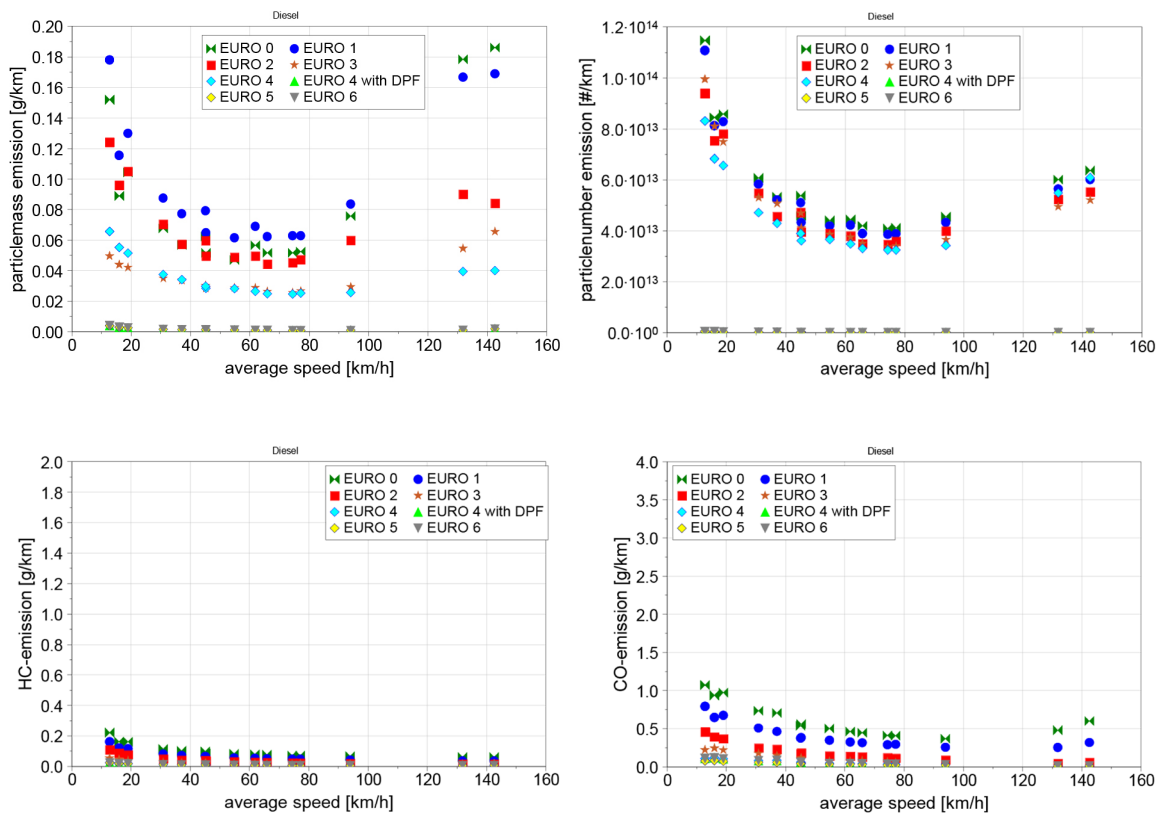 Diesel
particlemass emission [g/km]
0.20
0.18
0.16
0.14
0.12
0.10
0.08
0.06
0.04
0.02
0.00
EURO 0 EURO 1
EURO 2 EURO 3
EURO 4 EURO 4 with DPF
EURO 5 EURO 6
0 20 40 60 80 100 120 140 160
average speed [km/h]
Diesel
particlenumber emission [#/km]
1.2·10¹⁴
1.0·10¹⁴
8.0·10¹³
6.0·10¹³
4.0·10¹³
2.0·10¹³
0.0·10⁰
EURO 0 EURO 1
EURO 2 EURO 3
EURO 4 EURO 4 with DPF
EURO 5 EURO 6
0 20 40 60 80 100 120 140 160
average speed [km/h]
Diesel
HC-emission [g/km]
2.0
1.8
1.6
1.4
1.2
1.0
0.8
0.6
0.4
0.2
0.0
EURO 0 EURO 1
EURO 2 EURO 3
EURO 4 EURO 4 with DPF
EURO 5 EURO 6
0 20 40 60 80 100 120 140 160
average speed [km/h]
Diesel
CO-emission [g/km]
4.0
3.5
3.0
2.5
2.0
1.5
1.0
0.5
0.0
EURO 0 EURO 1
EURO 2 EURO 3
EURO 4 EURO 4 with DPF
EURO 5 EURO 6
0 20 40 60 80 100 120 140 160
average speed [km/h]